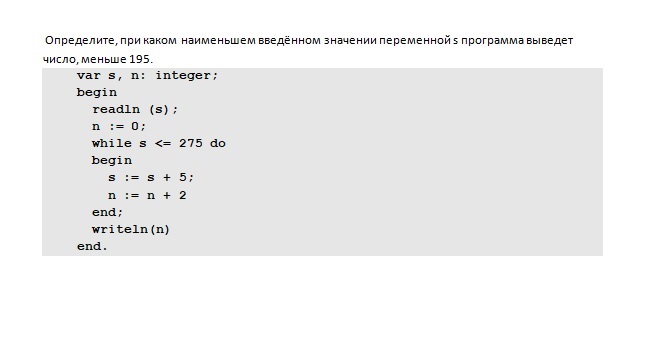 Определите, при каком наименьшем введённом значении переменной s программа выведет
число, меньше 195.
var s, n: integer;
begin
readln (s);
n := 0;
while s <= 275 do
begin
s := s + 5;
n := n + 2
end;
writeln(n)
end.